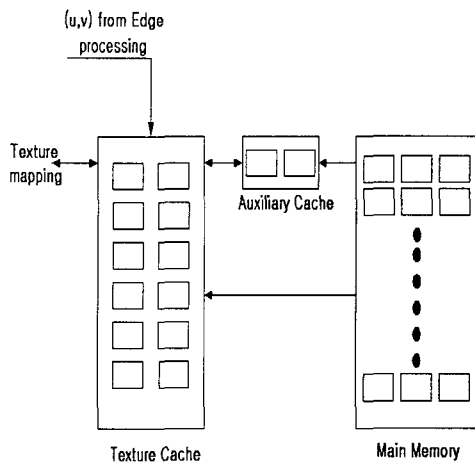 (u,v) from Edge
processing
Texture
mapping
Auxiliary Cache
Texture Cache
Main Memory